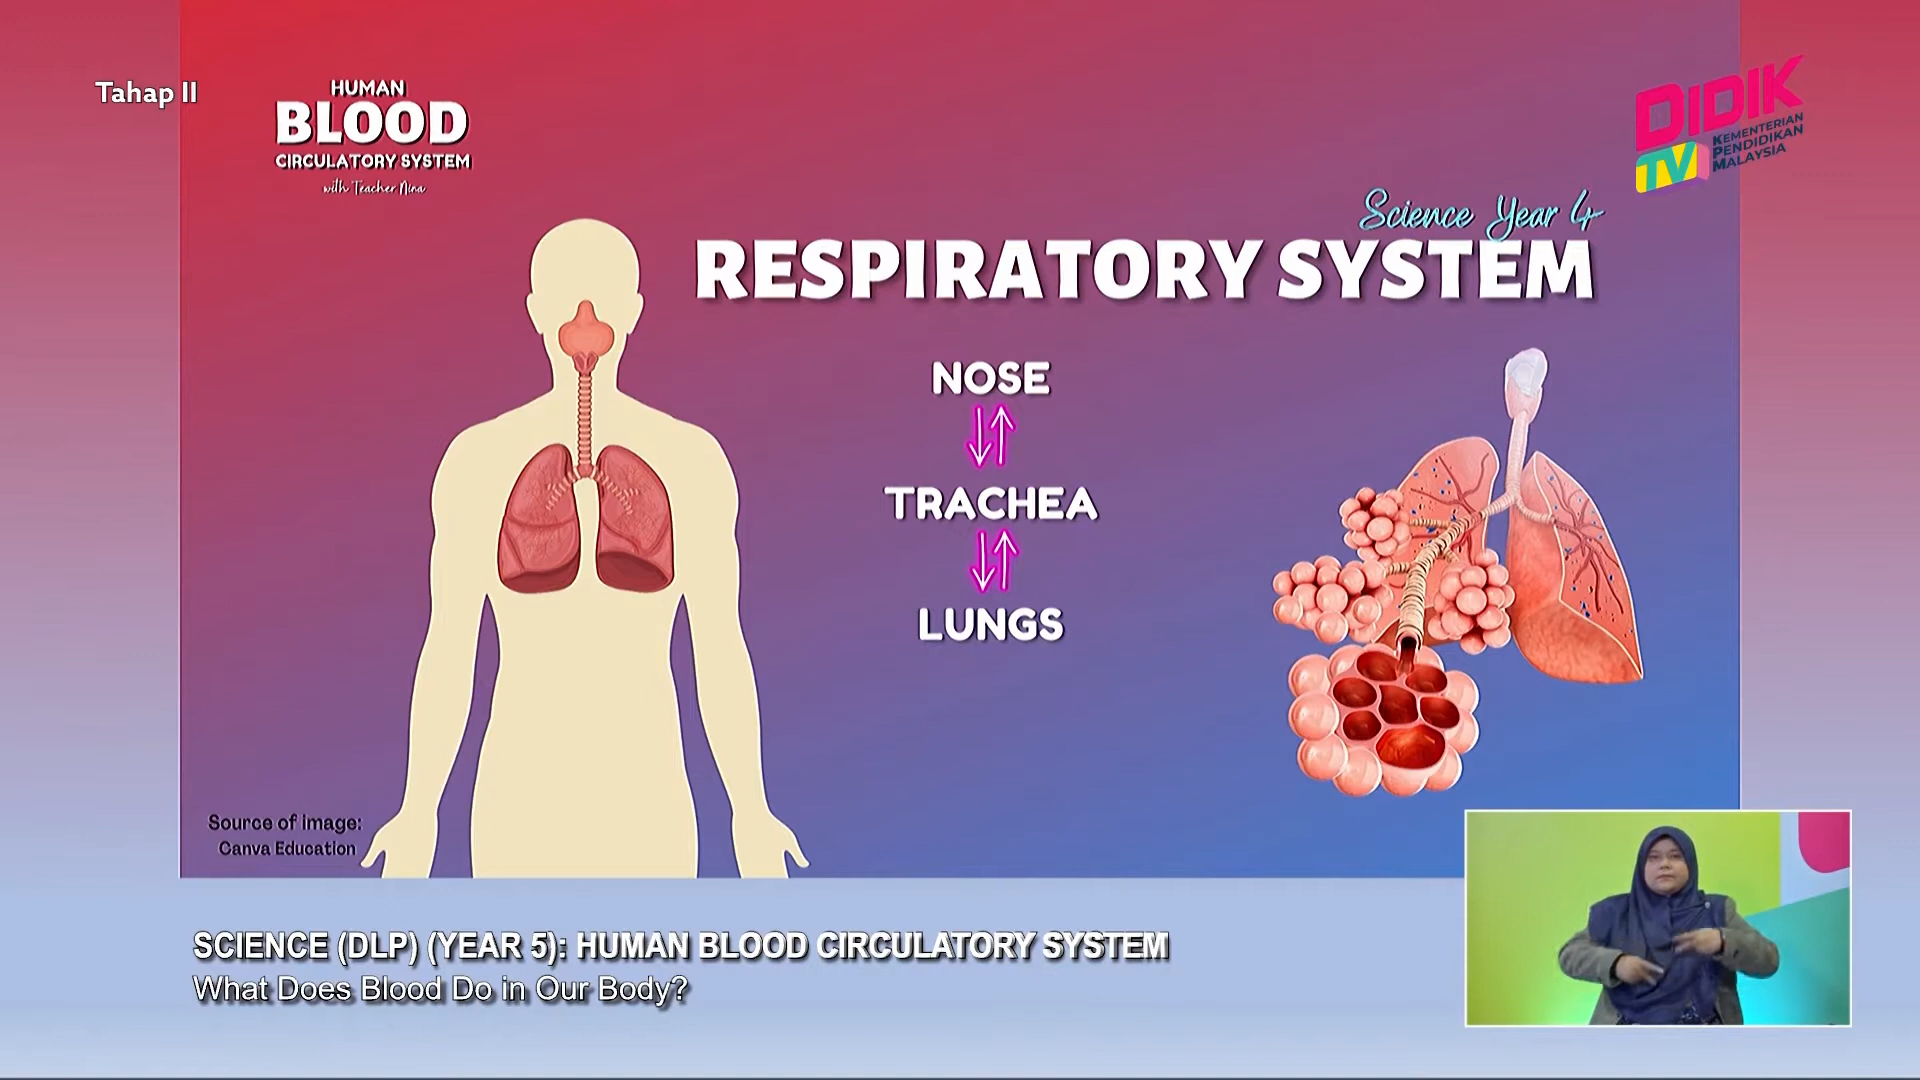 Tahap II
HUMAN
BLOOD
CIRCULATORY SYSTEM
with Teacher Nina
DIDIK
TV
KEMENTERIAN
PENDIDIKAN
MALAYSIA
Science Year 4
RESPIRATORY SYSTEM
NOSE
TRACHEA
LUNGS
Source of image:
Canva Education
SCIENCE (DLP) (YEAR 5): HUMAN BLOOD CIRCULATORY SYSTEM
What Does Blood Do in Our Body?